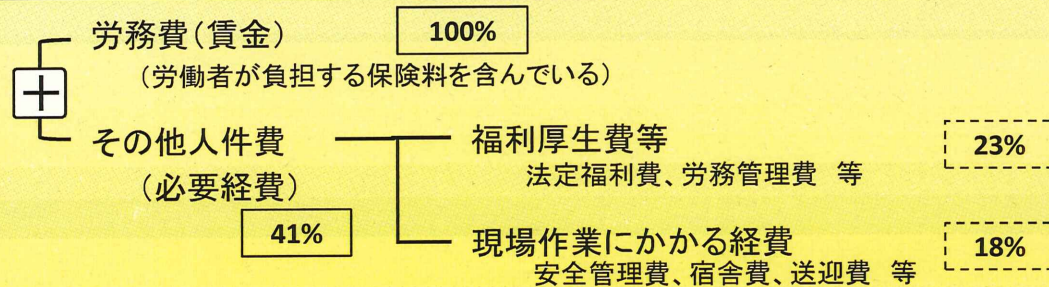 労務費(賃金) 100%
(労働者が負担する保険料を含んでいる)
+
その他人件費
(必要経費)
41%
福利厚生費等 23%
法定福利費、労務管理費 等
現場作業にかかる経費 18%
安全管理費、宿舎費、送迎費 等